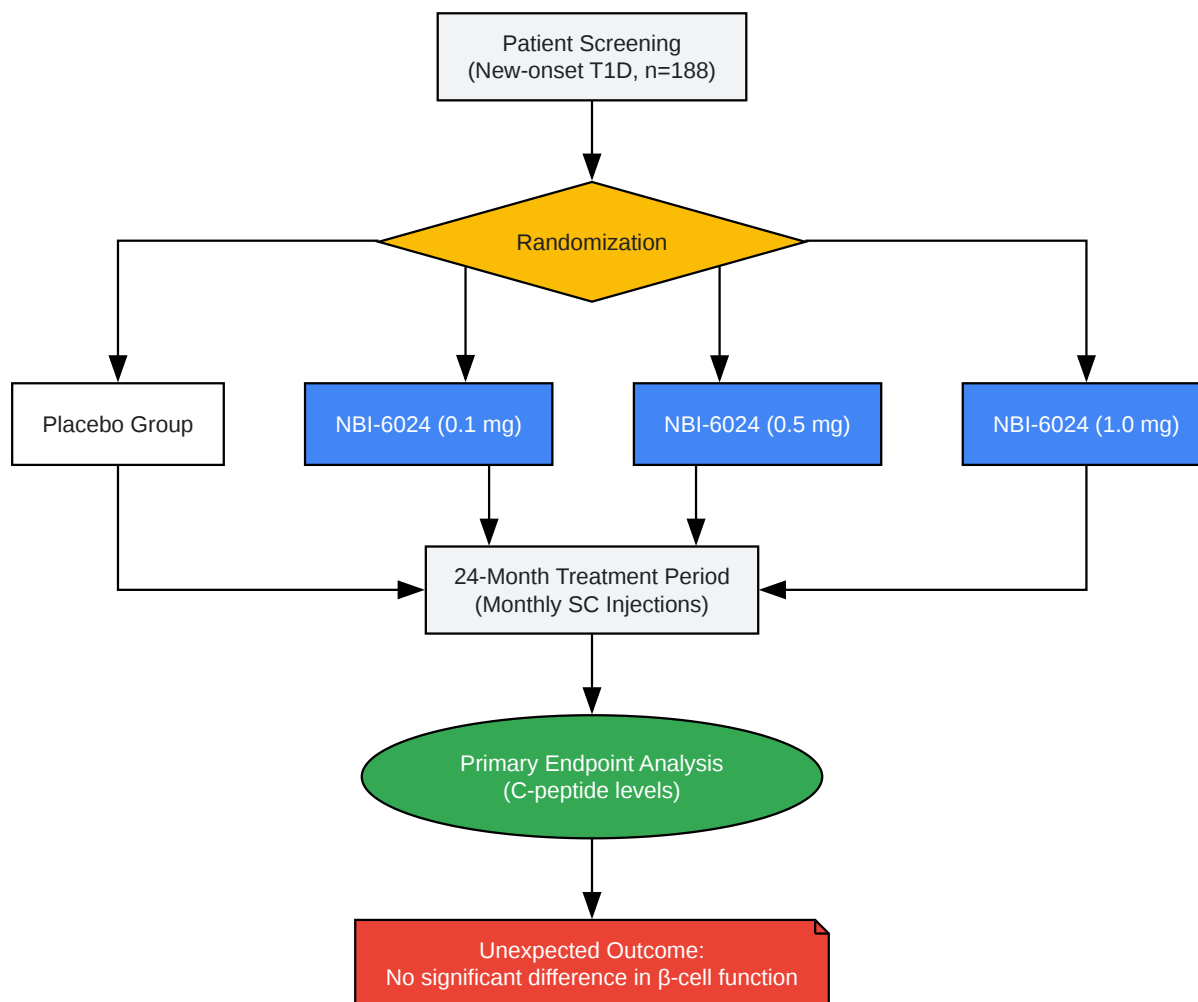 Patient Screening
(New-onset T1D, n=188)
Randomization
Placebo Group
NBI-6024 (0.1 mg)
NBI-6024 (0.5 mg)
NBI-6024 (1.0 mg)
24-Month Treatment Period
(Monthly SC Injections)
Primary Endpoint Analysis
(C-peptide levels)
Unexpected Outcome:
No significant difference in β-cell function